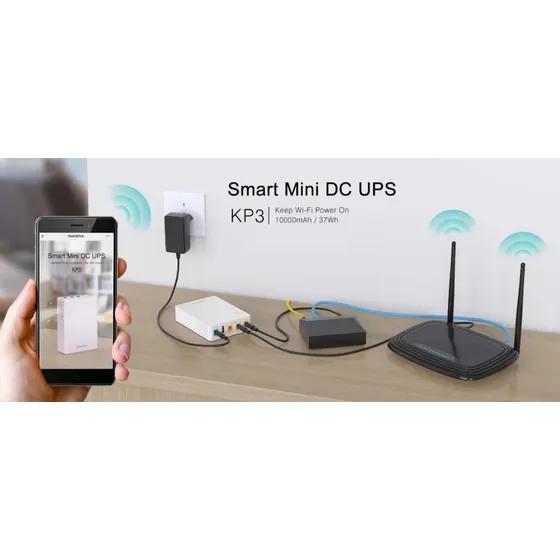 Smart Mini DC UPS
KP3
Keep Wi-Fi Power On
10000mAh / 37Wh
Smart Mini DC UPS
KP3